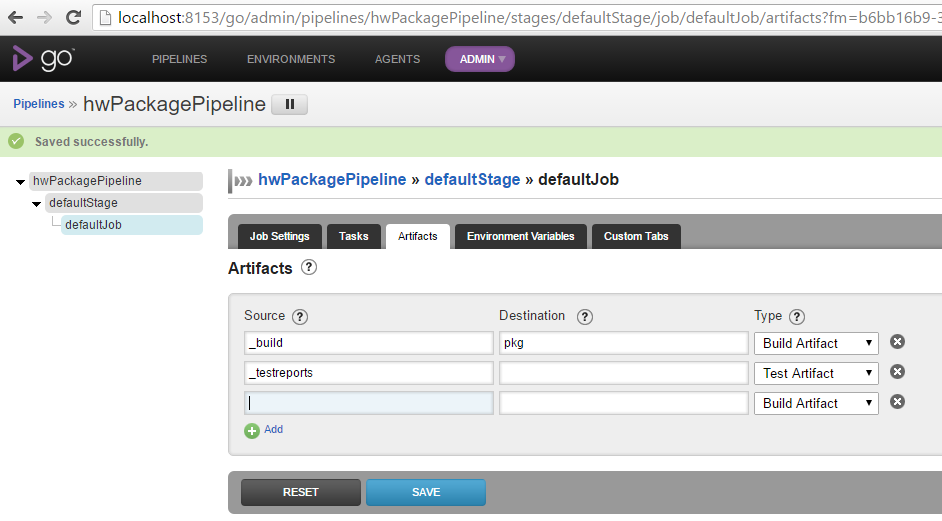 localhost:8153/go/admin/pipelines/hwPackagePipeline/stages/defaultStage/job/defaultJob/artifacts?fm=b6bb16b9-3
go™ PIPELINES ENVIRONMENTS AGENTS ADMIN
Pipelines » hwPackagePipeline
Saved successfully.
hwPackagePipeline
defaultStage
defaultJob
hwPackagePipeline » defaultStage » defaultJob
Job Settings Tasks Artifacts Environment Variables Custom Tabs
Artifacts ?
Source ? Destination ? Type ?
_build pkg Build Artifact
_testreports Test Artifact
Build Artifact
Add
RESET SAVE